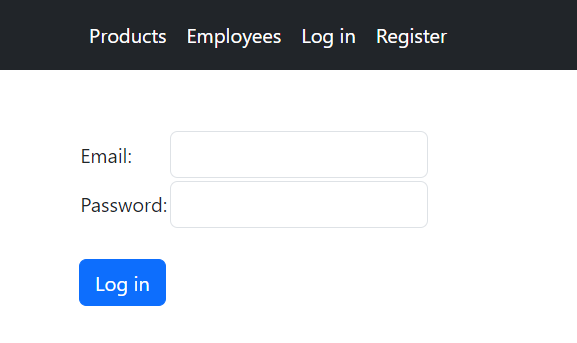 Products Employees Log in Register
Email:
Password:
Log in